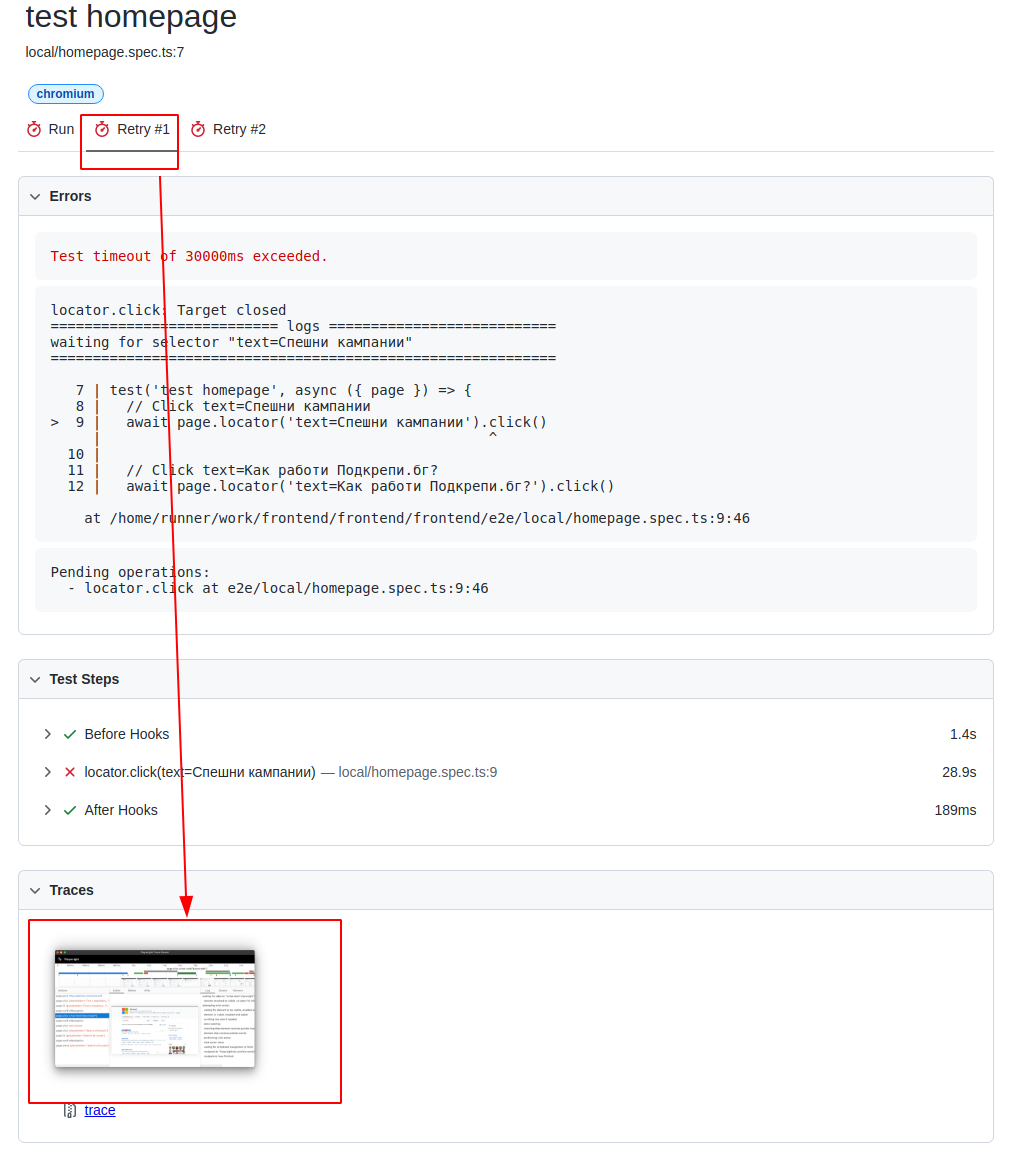 test homepage
local/homepage.spec.ts:7
chromium
Run Retry #1 Retry #2
Errors
Test timeout of 30000ms exceeded.
locator.click: Target closed
=========================== logs ===========================
waiting for selector "text=Спешни кампании"
============================================================
7 | test('test homepage', async ({ page }) => {
8 | // Click text=Спешни кампании
> 9 | await page.locator('text=Спешни кампании').click()
| ^
10 |
11 | // Click text=Как работи Подкрепи.бг?
12 | await page.locator('text=Как работи Подкрепи.бг?').click()
at /home/runner/work/frontend/frontend/frontend/e2e/local/homepage.spec.ts:9:46
Pending operations:
- locator.click at e2e/local/homepage.spec.ts:9:46
Test Steps
Before Hooks 1.4s
locator.click(text=Спешни кампании) — local/homepage.spec.ts:9 28.9s
After Hooks 189ms
Traces
trace